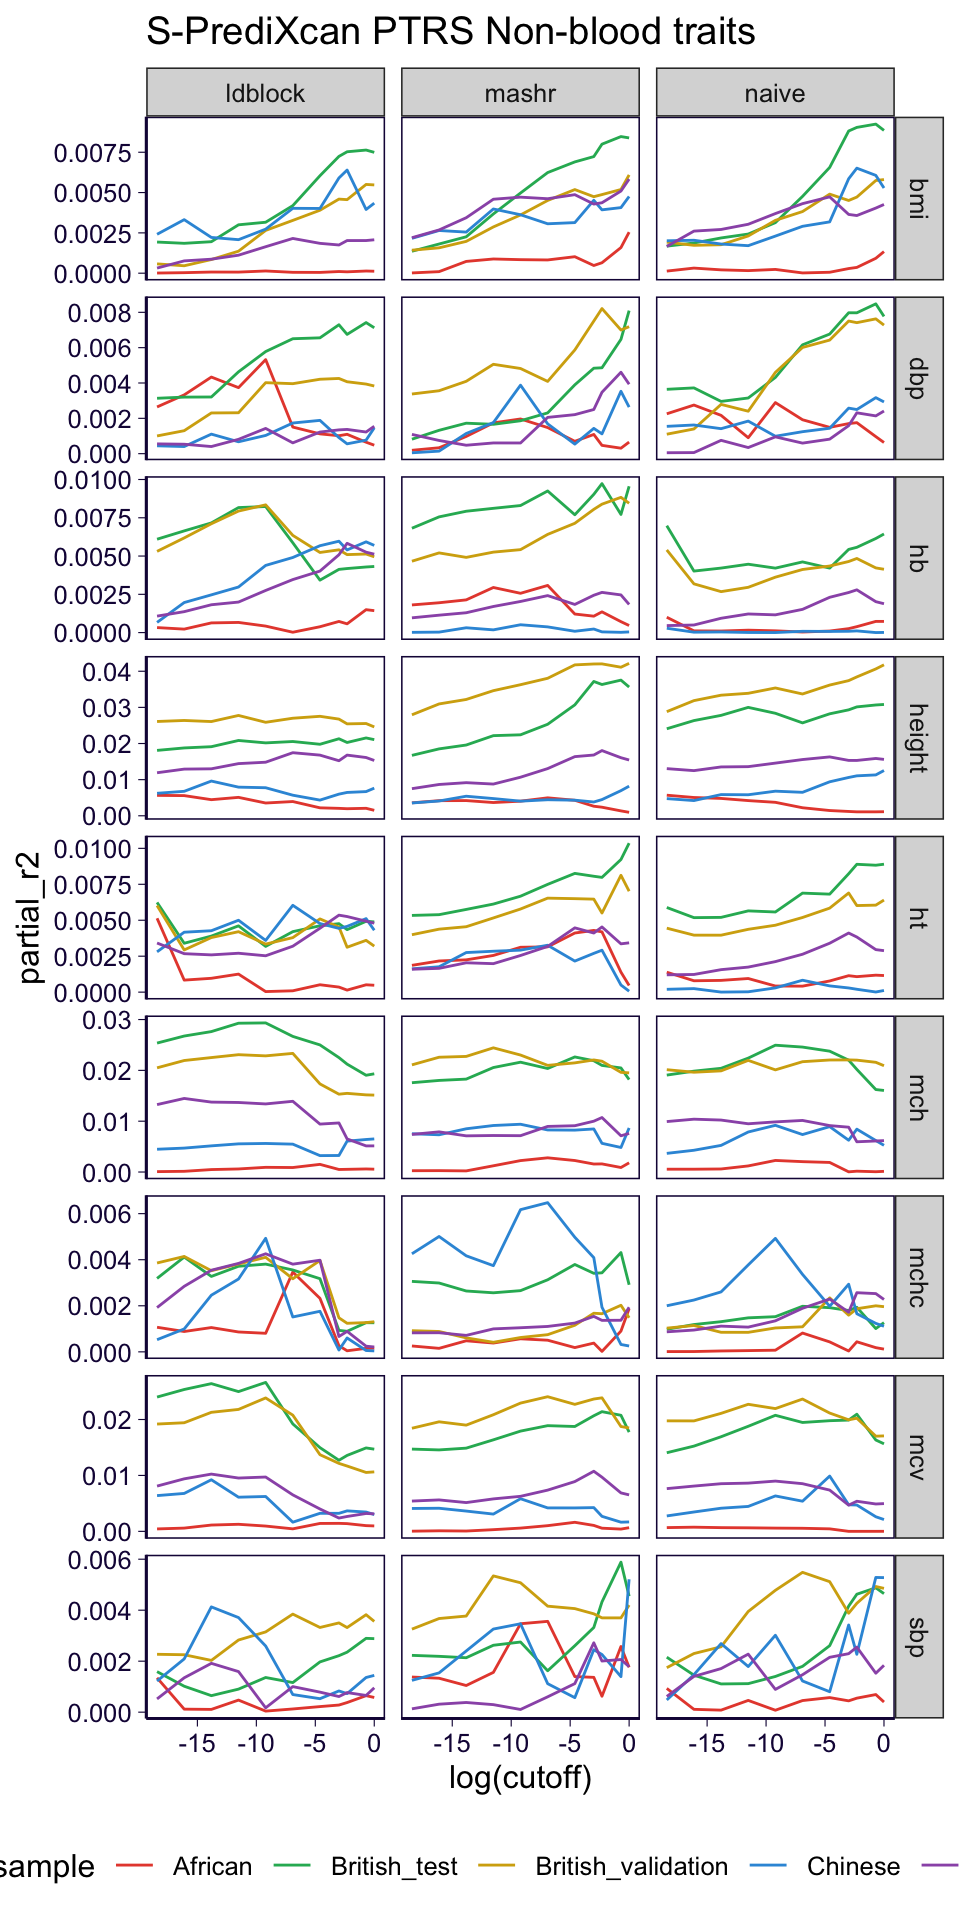 S-PrediXcan PTRS Non-blood traits
ldblock mashr naive
0.0075
0.0050
0.0025
0.0000
bmi
0.008
0.006
0.004
0.002
0.000
dbp
0.0100
0.0075
0.0050
0.0025
0.0000
hb
0.04
0.03
0.02
0.01
0.00
height
0.0100
0.0075
0.0050
0.0025
0.0000
ht
partial_r2
0.03
0.02
0.01
0.00
mch
0.006
0.004
0.002
0.000
mchc
0.02
0.01
0.00
mcv
0.006
0.004
0.002
0.000
sbp
-15 -10 -5 0 -15 -10 -5 0 -15 -10 -5 0
log(cutoff)
sample African British_test British_validation Chinese